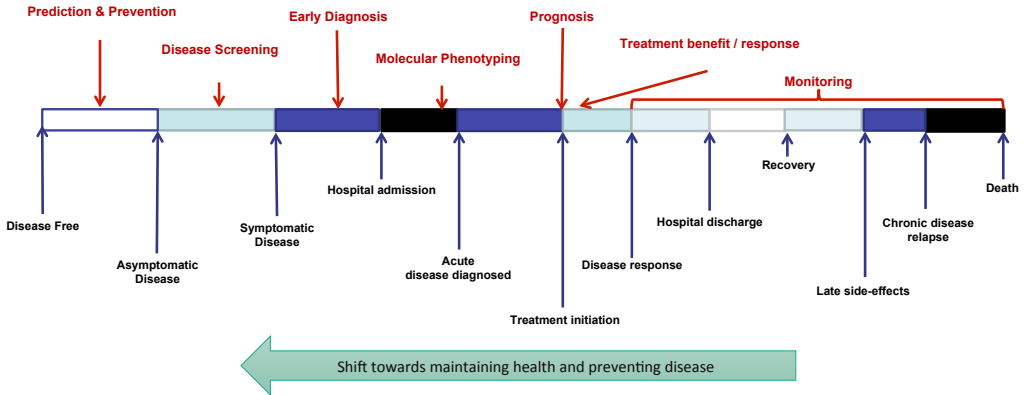 Prediction & Prevention
Early Diagnosis
Prognosis
Disease Screening
Molecular Phenotyping
Treatment benefit / response
Monitoring
Disease Free
Asymptomatic
Disease
Symptomatic
Disease
Hospital admission
Acute
disease diagnosed
Treatment initiation
Disease response
Hospital discharge
Recovery
Late side-effects
Chronic disease
relapse
Death
Shift towards maintaining health and preventing disease